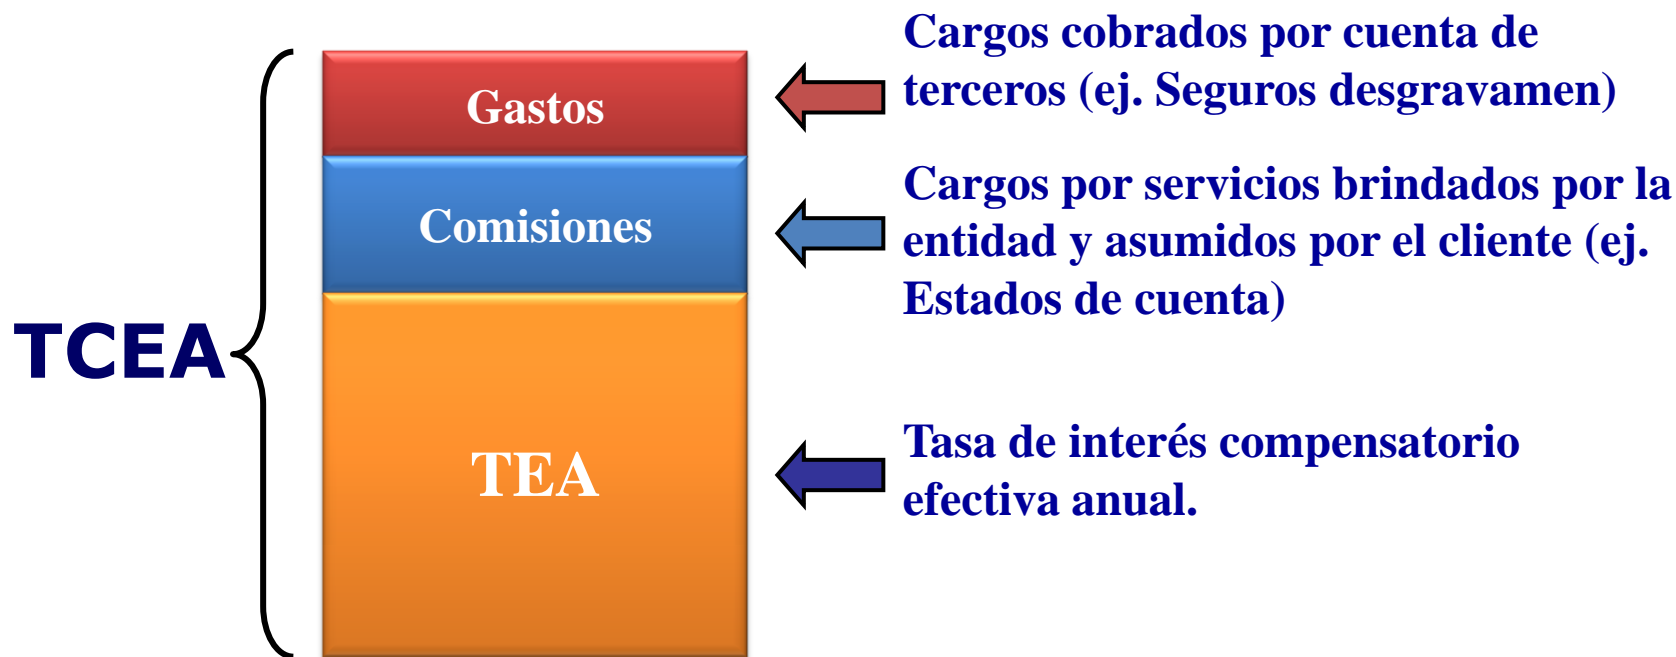 Cargos cobrados por cuenta de
terceros (ej. Seguros desgravamen)
Gastos
Cargos por servicios brindados por la
entidad y asumidos por el cliente (ej.
Estados de cuenta)
Comisiones
TCEA
TEA
Tasa de interés compensatorio
efectiva anual.